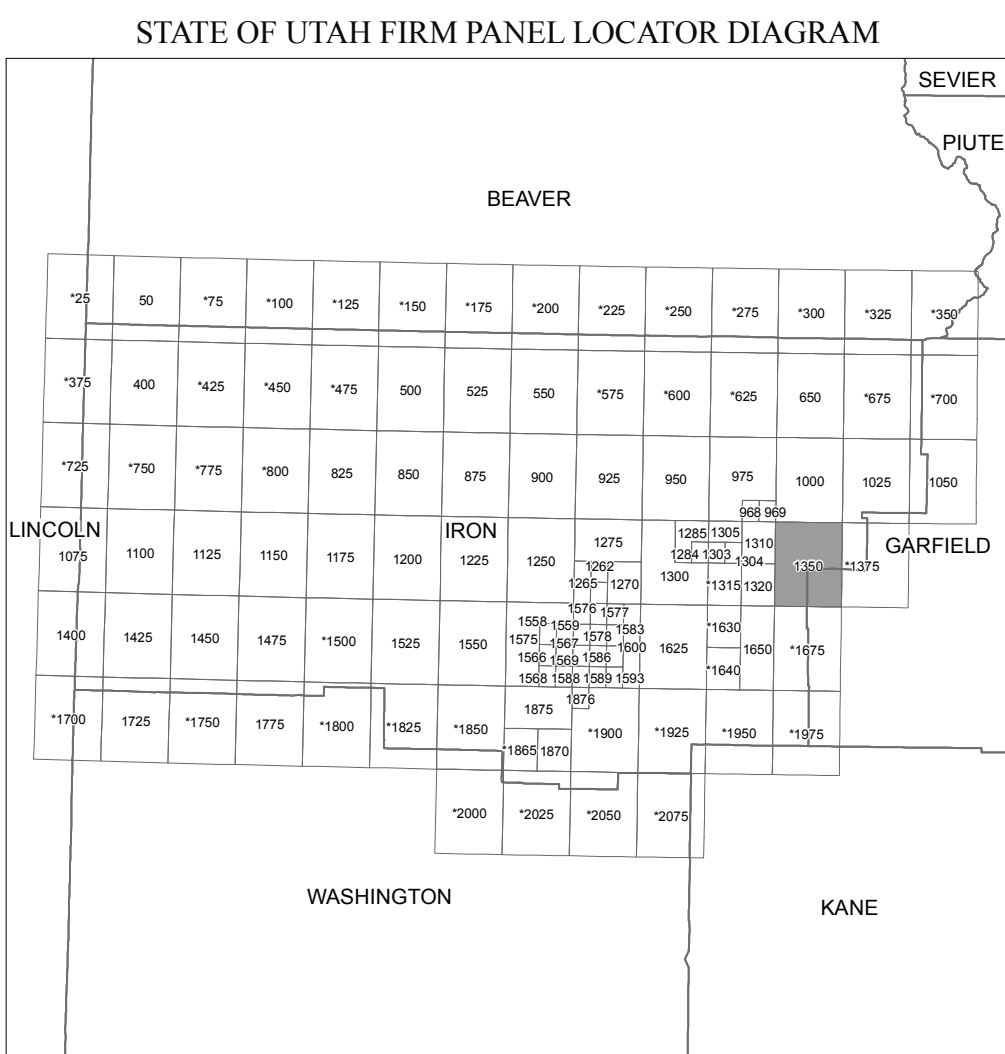 STATE OF UTAH FIRM PANEL LOCATOR DIAGRAM
SEVIER
PIUTE
BEAVER
*25 50 *75 *100 *125 *150 *175 *200 *225 *250 *275 *300 *325 *350
*375 400 *425 *450 *475 500 525 550 *575 *600 *625 650 *675 *700
*725 *750 *775 *800 825 850 875 900 925 950 975 1000 1025 1050
968 969
LINCOLN IRON GARFIELD
1285 1305
1275 1310
1075 1100 1125 1150 1175 1200 1225 1250 1284 1303 1304 1350 *1375
1262
1265 1270 1300 *1315 1320
1576 1577
1558 1559 1583 *1630
1400 1425 1450 1475 *1500 1525 1550 1575 1567 1578 1600 1625 1650 *1675
1566 1569 1586
*1640
1568 1588 1589 1593
1876
1875
*1700 1725 *1750 1775 *1800 *1825 *1850 *1900 *1925 *1950 *1975
*1865 1870
*2000 *2025 *2050 *2075
WASHINGTON
KANE